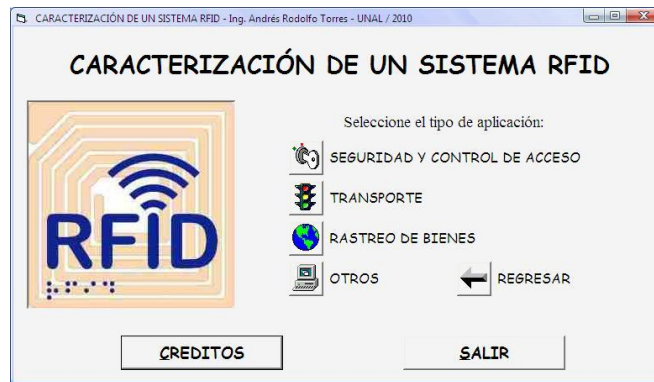 CARACTERIZACIÓN DE UN SISTEMA RFID - Ing. Andrés Rodolfo Torres - UNAL / 2010
CARACTERIZACIÓN DE UN SISTEMA RFID
Seleccione el tipo de aplicación:
SEGURIDAD Y CONTROL DE ACCESO
TRANSPORTE
RASTREO DE BIENES
OTROS
REGRESAR
RFID
CREDITOS
SALIR